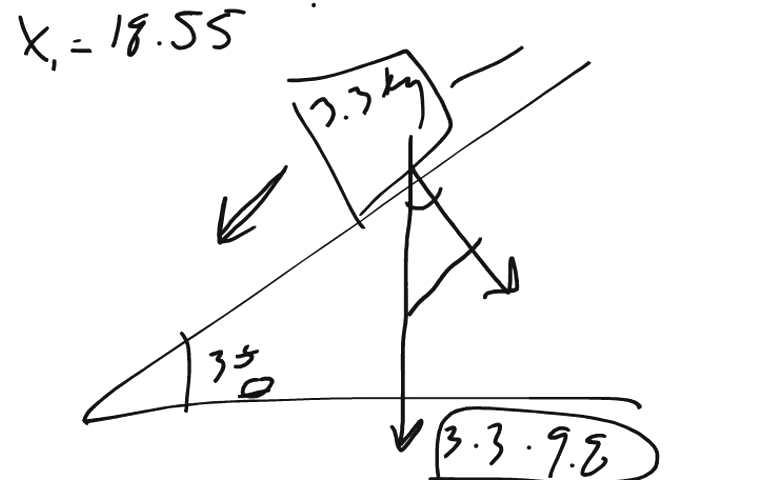 x₁ = 18.55
3.3 kg
35
3.3 · 9.8